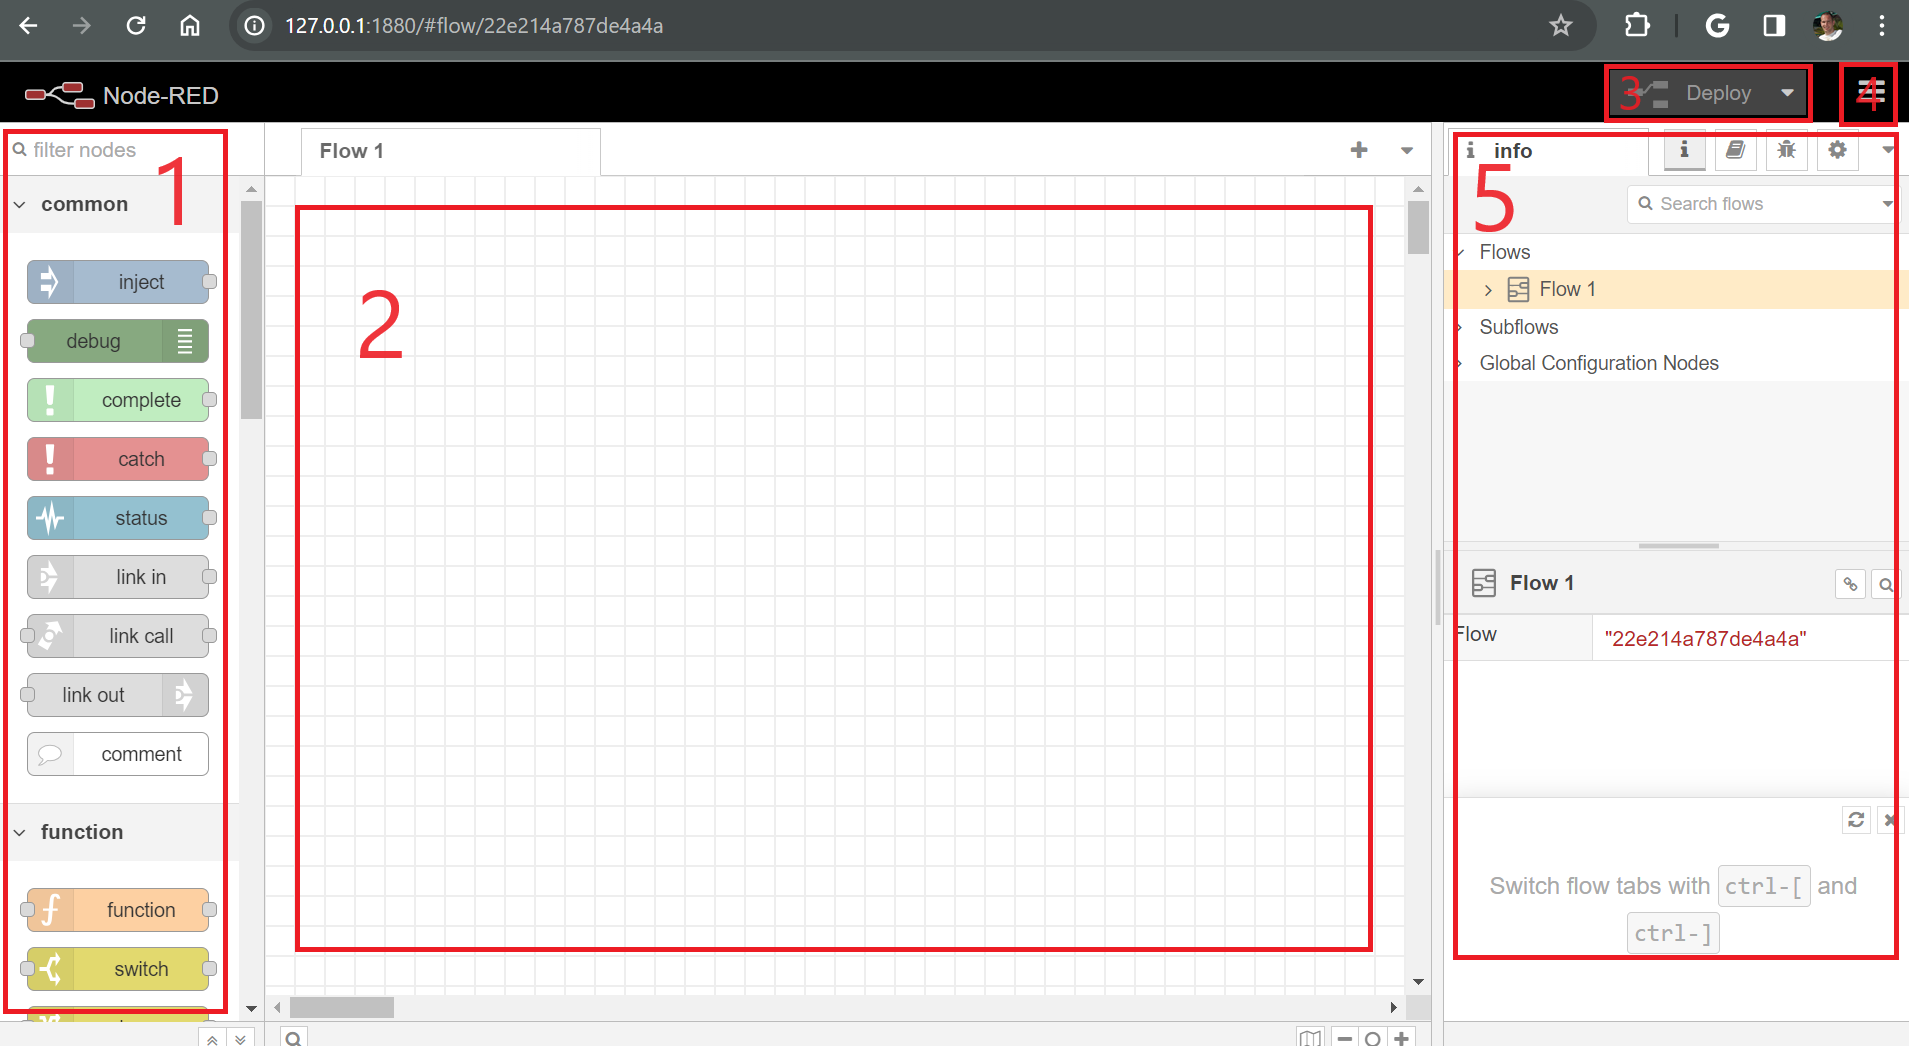 127.0.0.1:1880/#flow/22e214a787de4a4a
Node-RED
3
Deploy
4
filter nodes
1
common
inject
debug
complete
catch
status
link in
link call
link out
comment
function
function
switch
Flow 1
2
info
5
Search flows
Flows
Flow 1
Subflows
Global Configuration Nodes
Flow 1
Flow
"22e214a787de4a4a"
Switch flow tabs with ctrl-[ and
ctrl-]